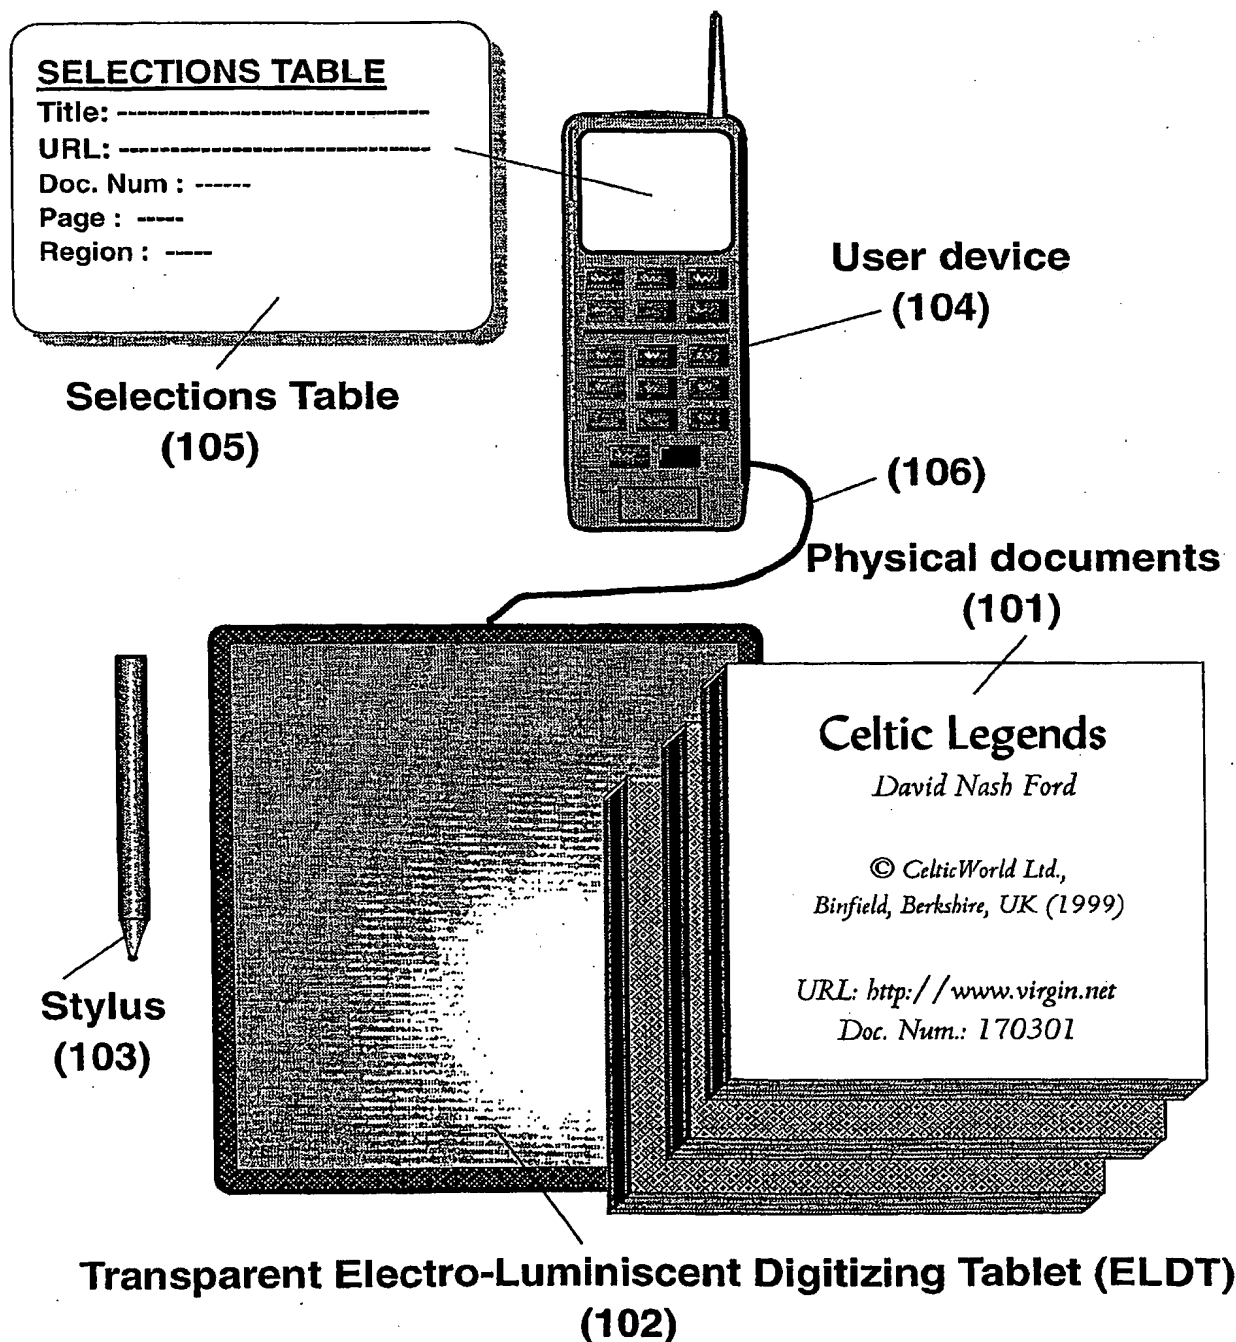 SELECTIONS TABLE
Title: ------------------------------
URL: ------------------------------
Doc. Num : ------
Page : -----
Region : -----
Selections Table
(105)
User device
(104)
(106)
Physical documents
(101)
Celtic Legends
David Nash Ford
© CelticWorld Ltd.,
Binfield, Berkshire, UK (1999)
URL: http://www.virgin.net
Doc. Num.: 170301
Stylus
(103)
Transparent Electro-Luminiscent Digitizing Tablet (ELDT)
(102)